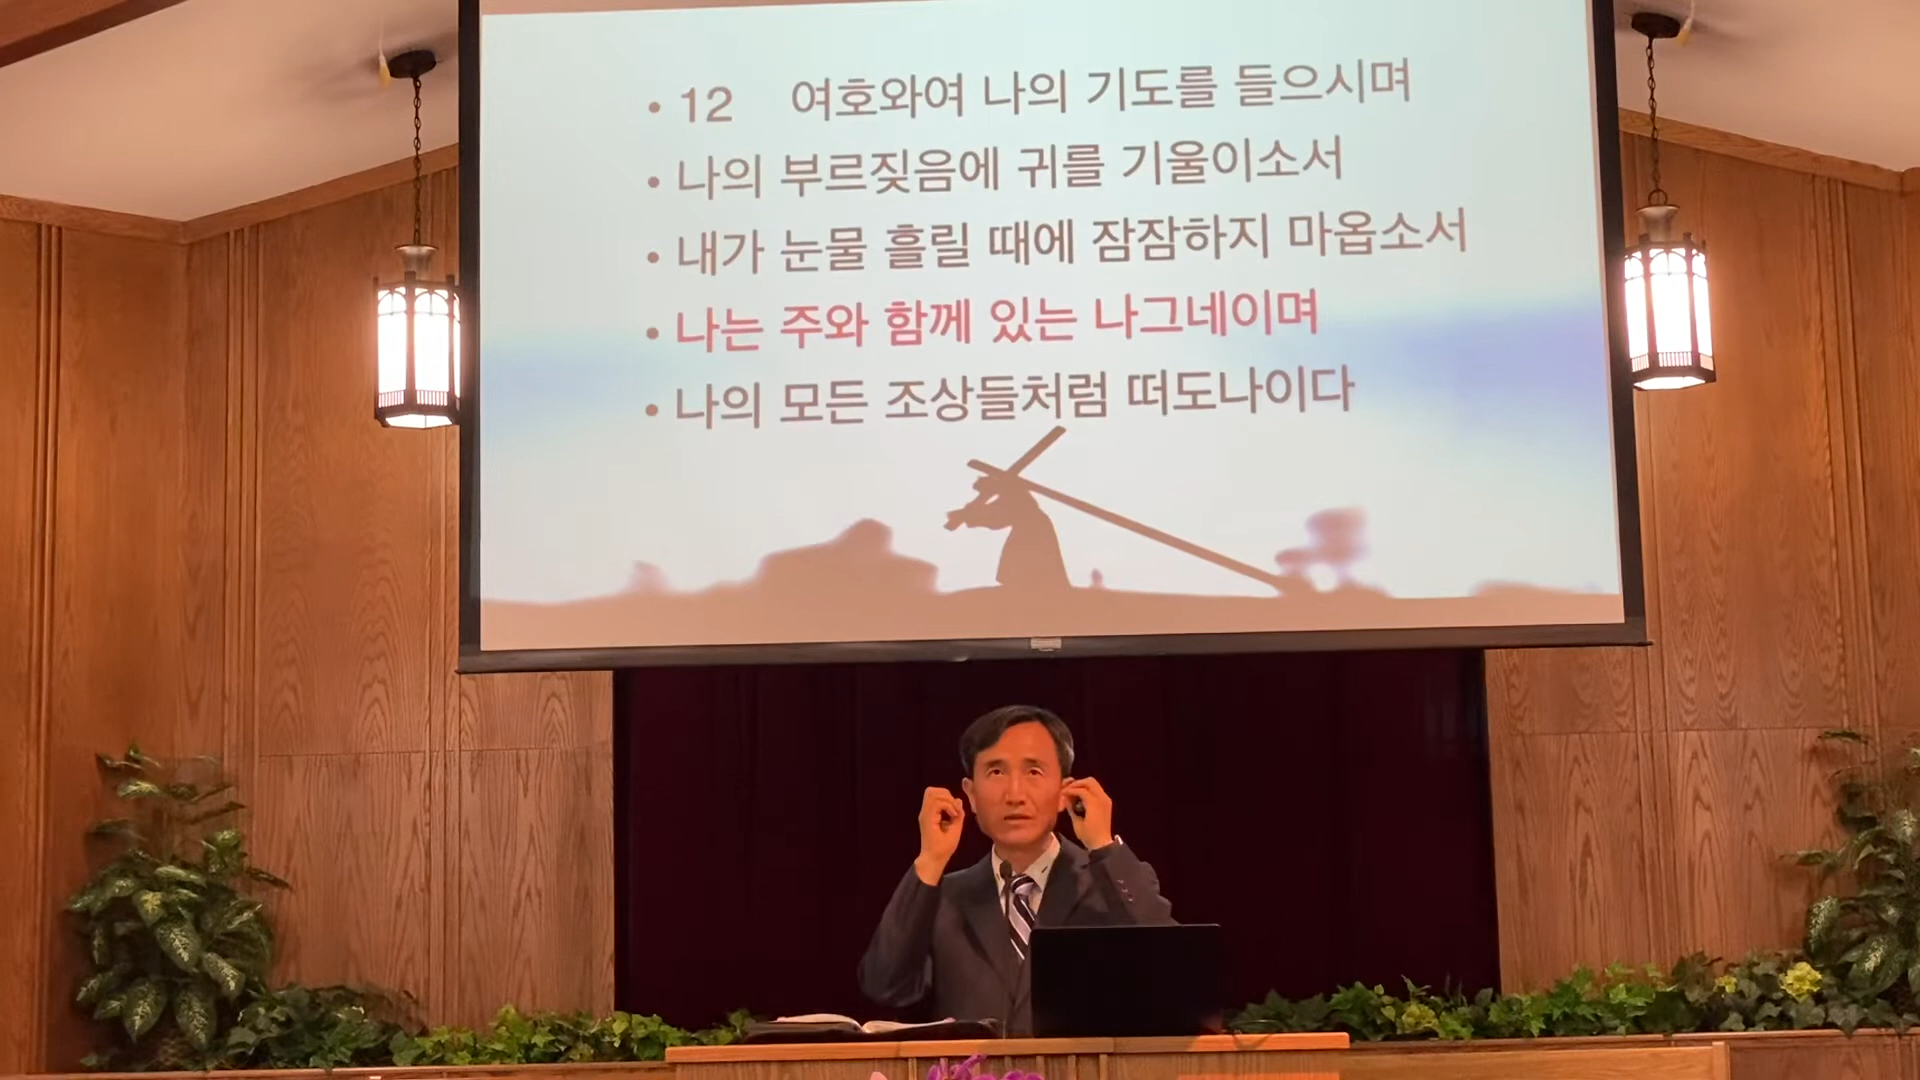 • 12 여호와여 나의 기도를 들으시며
• 나의 부르짖음에 귀를 기울이소서
• 내가 눈물 흘릴 때에 잠잠하지 마옵소서
• 나는 주와 함께 있는 나그네이며
• 나의 모든 조상들처럼 떠도나이다